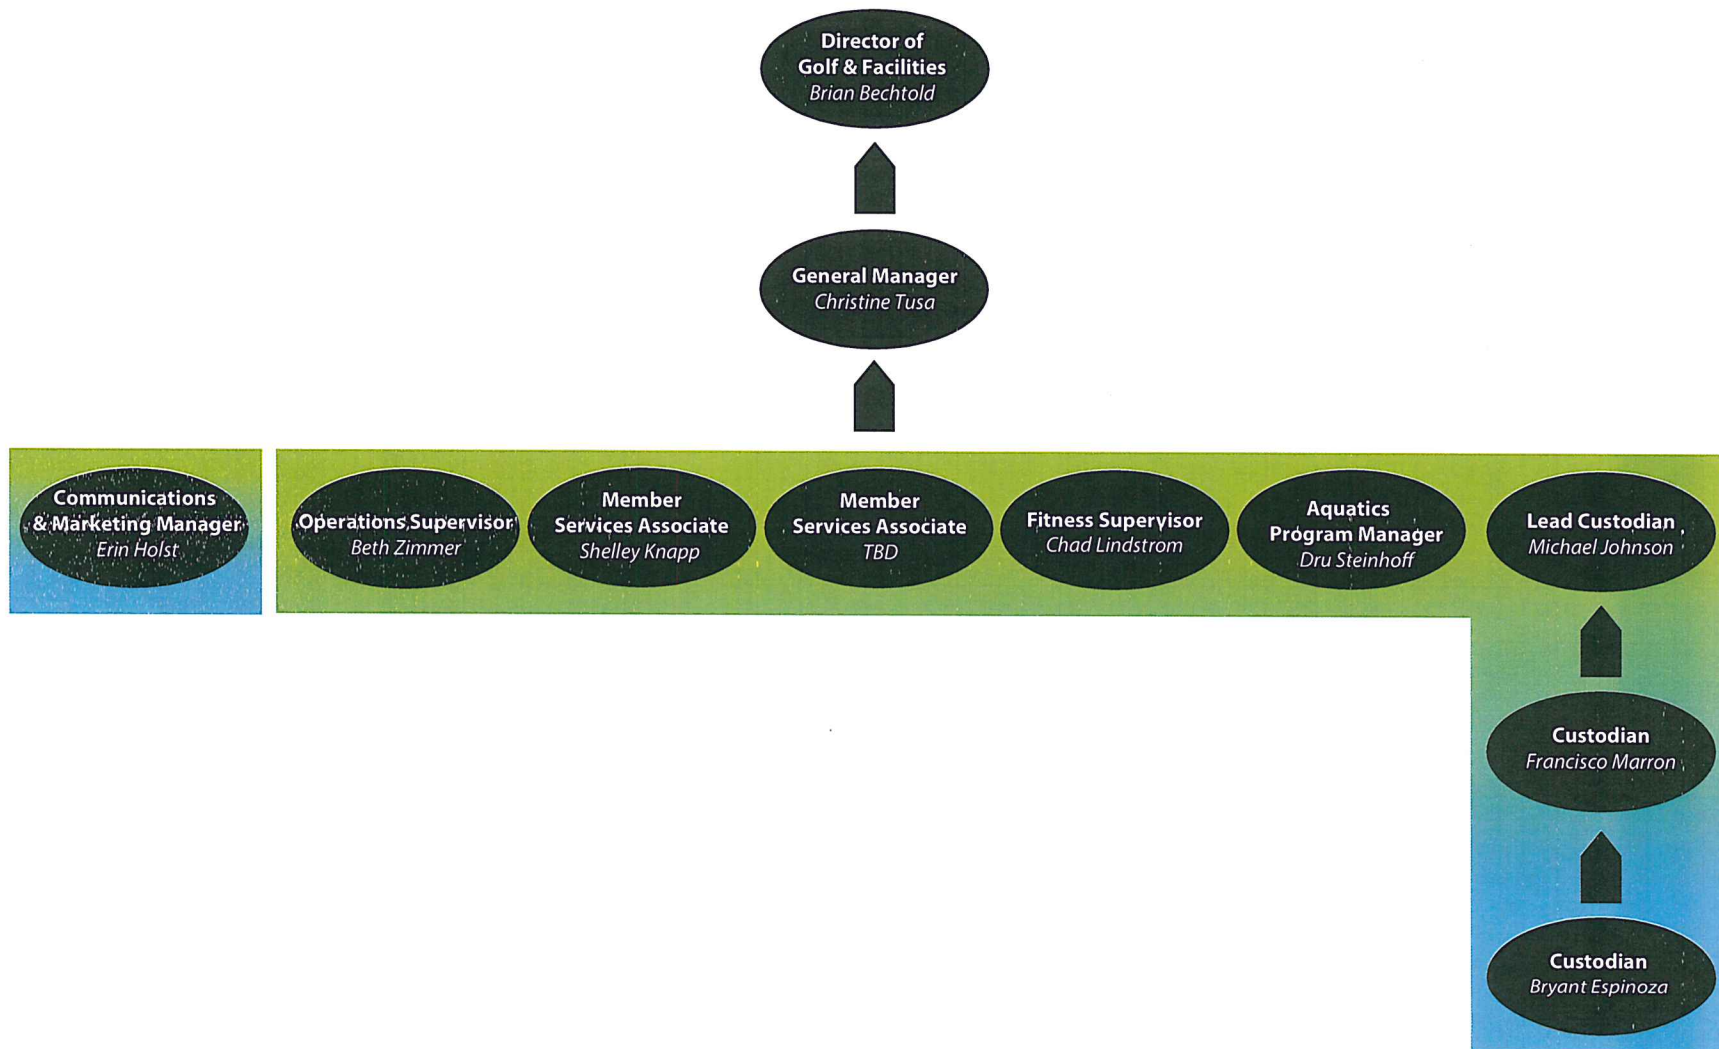 Director of
Golf & Facilities
Brian Bechtold
General Manager
Christine Tusa
Communications
& Marketing Manager
Erin Holst
Operations Supervisor
Beth Zimmer
Member
Services Associate
Shelley Knapp
Member
Services Associate
TBD
Fitness Supervisor
Chad Lindstrom
Aquatics
Program Manager
Dru Steinhoff
Lead Custodian
Michael Johnson
Custodian
Francisco Marron
Custodian
Bryant Espinoza